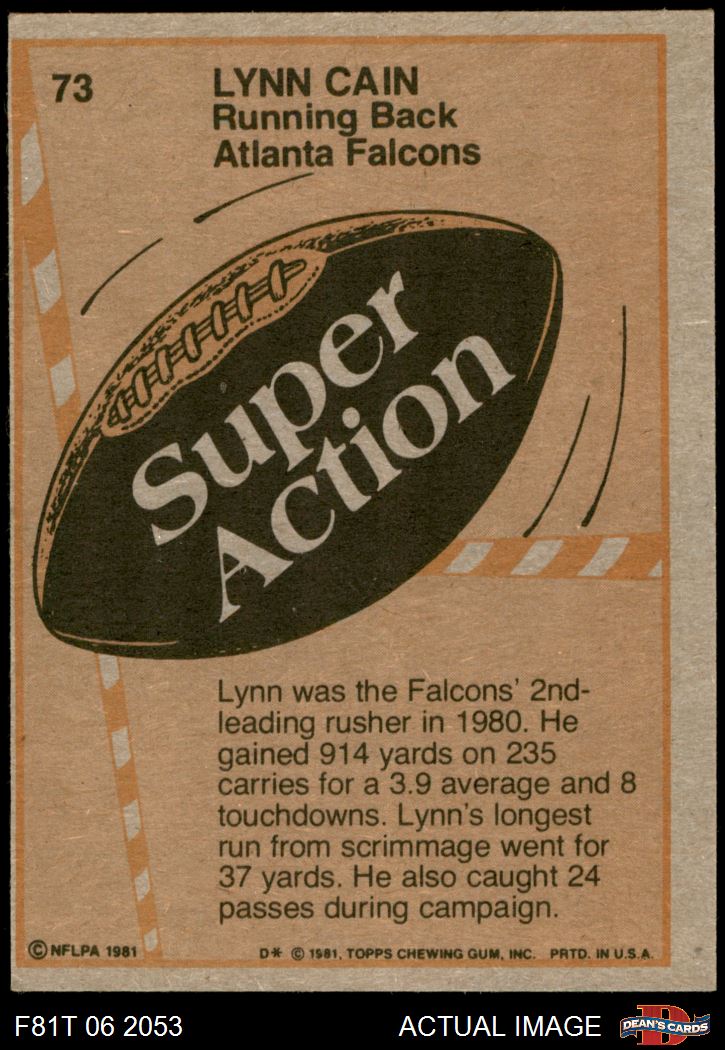 73
LYNN CAIN
Running Back
Atlanta Falcons
Super
Action
Lynn was the Falcons' 2nd-
leading rusher in 1980. He
gained 914 yards on 235
carries for a 3.9 average and 8
touchdowns. Lynn's longest
run from scrimmage went for
37 yards. He also caught 24
passes during campaign.
© NFLPA 1981
D* © 1981, TOPPS CHEWING GUM, INC. PRTD. IN U.S.A.
F81T 06 2053
ACTUAL IMAGE
D
DEAN'S CARDS